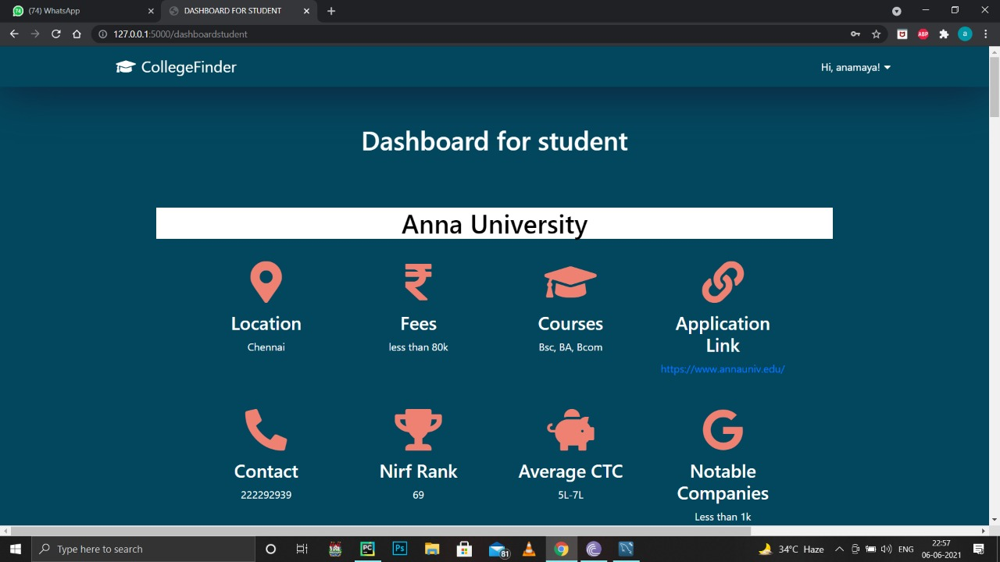 (74) WhatsApp
DASHBOARD FOR STUDENT
127.0.0.1:5000/dashboardstudent
ABP
a
CollegeFinder
Hi, anamaya!
Dashboard for student
Anna University
Location
Fees
Courses
Application
Link
Chennai
less than 80k
Bsc, BA, Bcom
https://www.annauniv.edu/
Contact
Nirf Rank
Average CTC
Notable
Companies
222292939
69
5L-7L
Less than 1k
Type here to search
PC
Ps
81
34°C Haze
ENG
22:57
06-06-2021